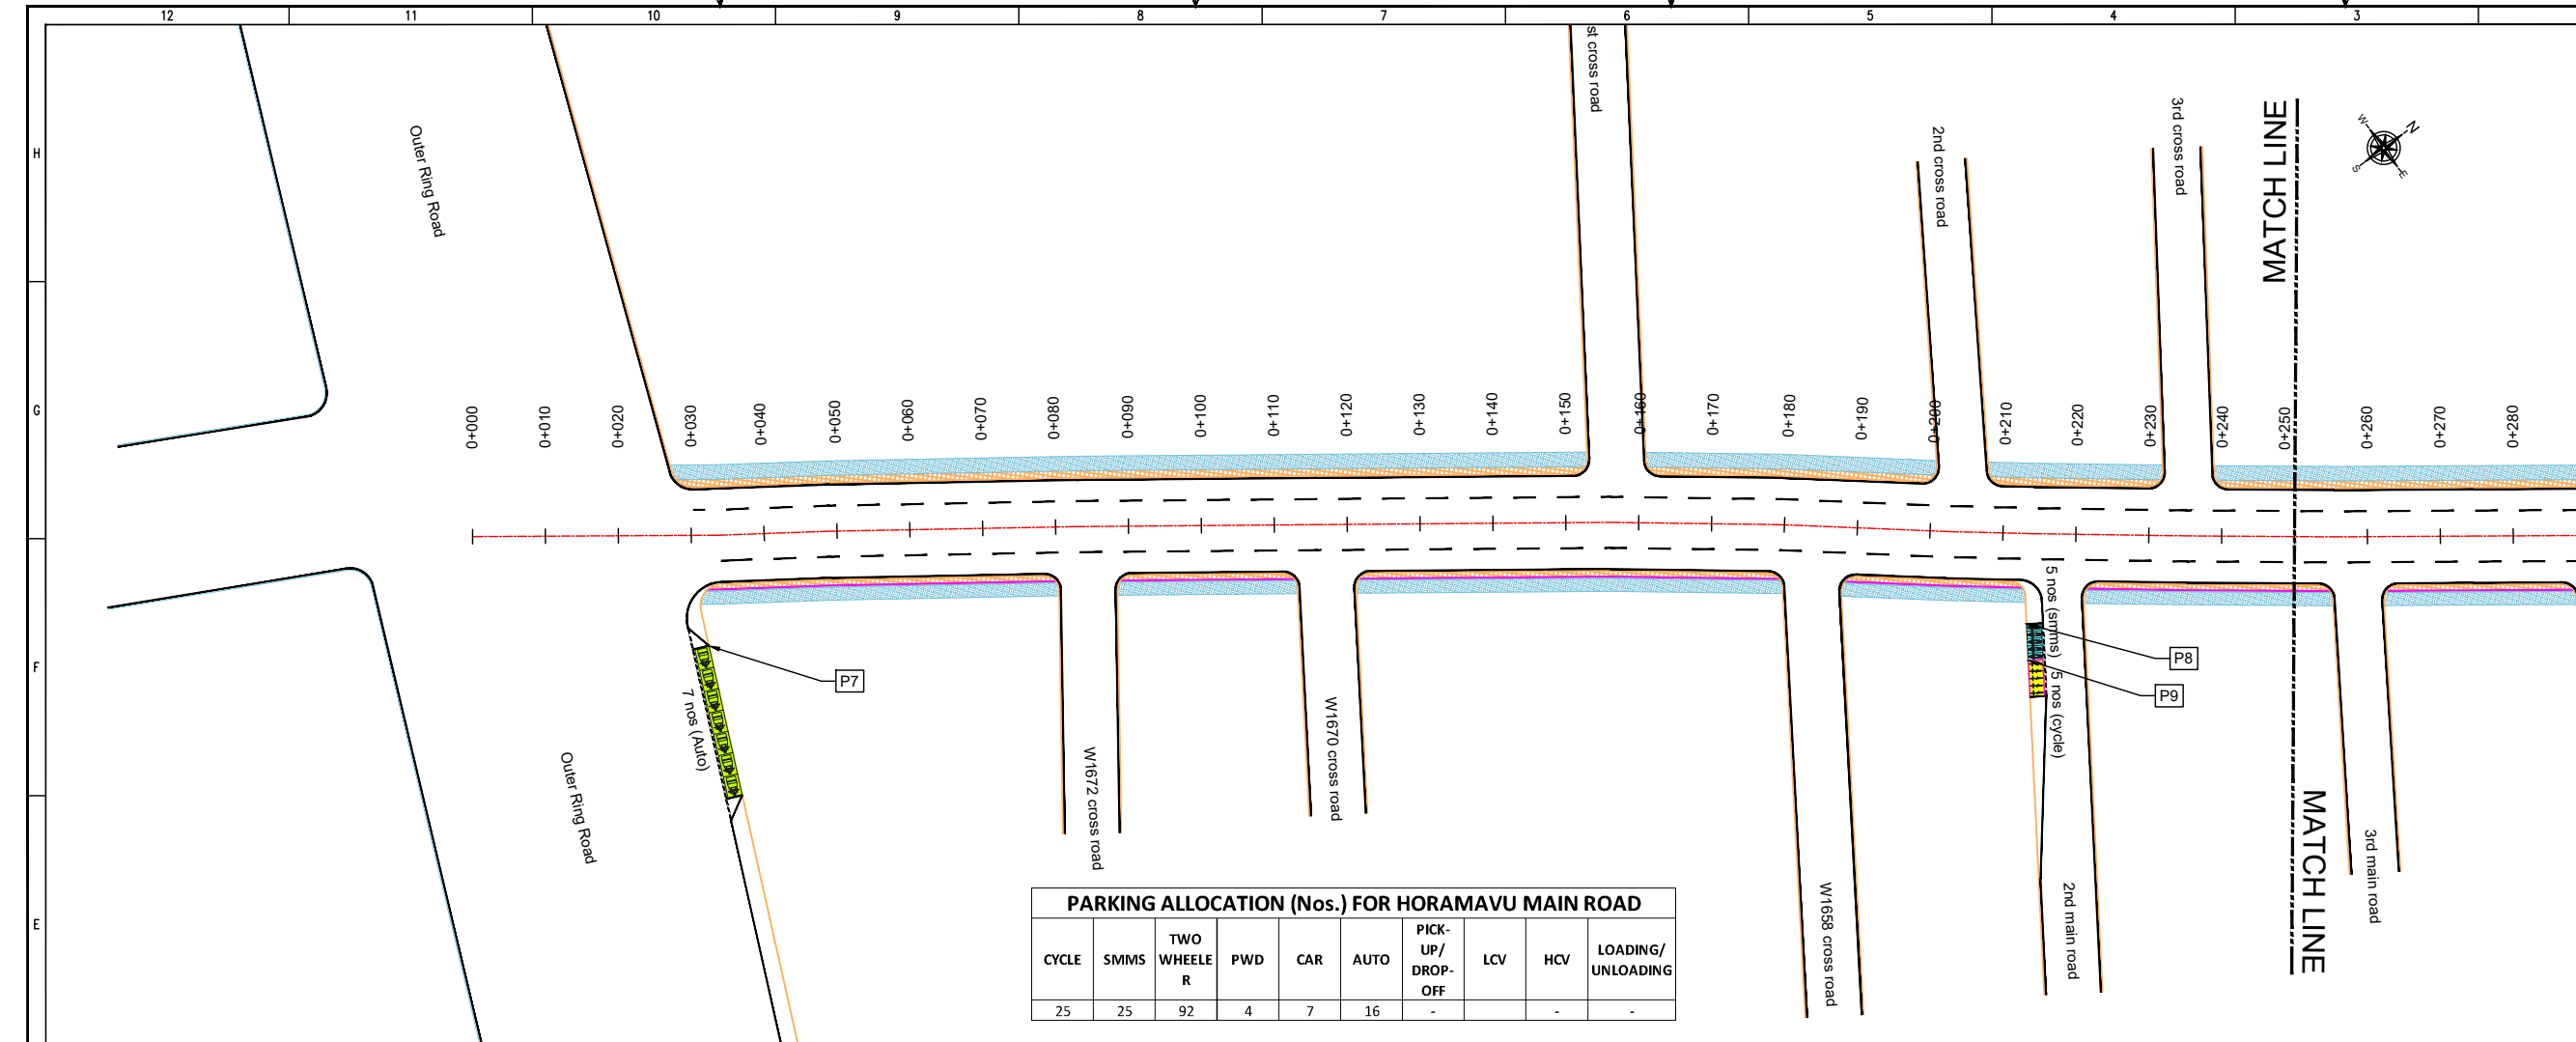 12 11 10 9 8 7 6 5 4 3
H
G
F
E
Outer Ring Road
st cross road
2nd cross road
3rd cross road
MATCH LINE
W N S E
0+000 0+010 0+020 0+030 0+040 0+050 0+060 0+070 0+080 0+090 0+100 0+110 0+120 0+130 0+140 0+150 0+160 0+170 0+180 0+190 0+200 0+210 0+220 0+230 0+240 0+250 0+260 0+270 0+280
P7
7 nos (Auto)
5 nos (smms)
5 nos (cycle)
P8
P9
Outer Ring Road
W1672 cross road
W1670 cross road
W1658 cross road
2nd main road
MATCH LINE
3rd main road
PARKING ALLOCATION (Nos.) FOR HORAMAVU MAIN ROAD
CYCLE
SMMS
TWO
WHEELE
R
PWD
CAR
AUTO
PICK-
UP/
DROP-
OFF
LCV
HCV
LOADING/
UNLOADING
25 25 92 4 7 16 - - -